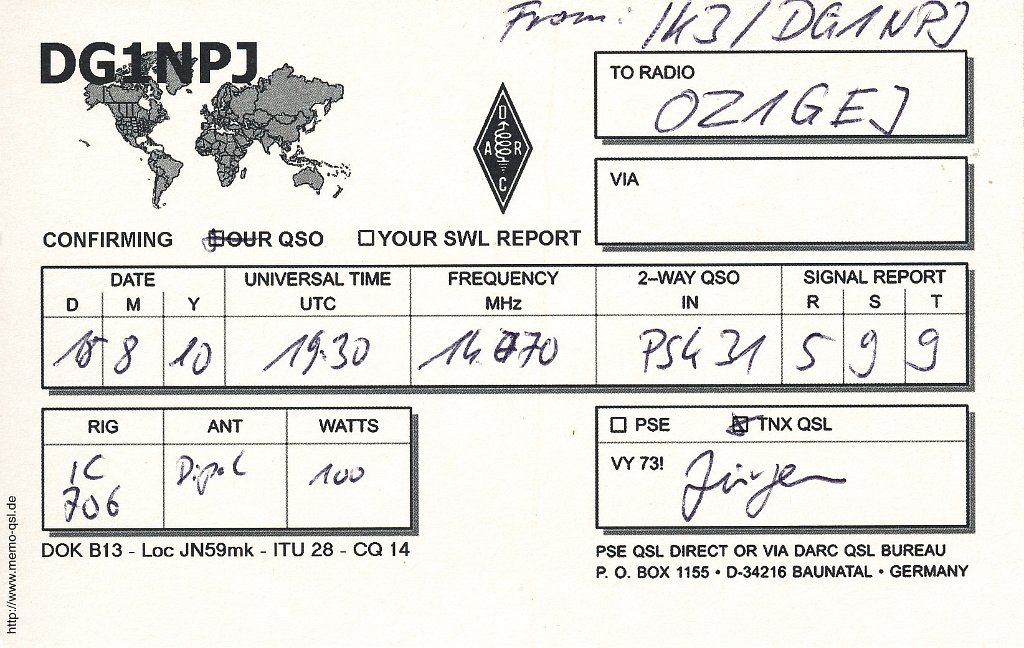 From: IK3/DG1NPJ
DG1NPJ
TO RADIO
OZ1GEJ
D
A R
C
VIA
CONFIRMING OUR QSO YOUR SWL REPORT
DATE UNIVERSAL TIME FREQUENCY 2–WAY QSO SIGNAL REPORT
D M Y UTC MHz IN R S T
8 10 19.30 PSK 31 5 9 9
RIG ANT WATTS
IC Dipol 100
706
PSE TNX QSL
VY 73! Jürgen
DOK B13 - Loc JN59mk - ITU 28 - CQ 14
PSE QSL DIRECT OR VIA DARC QSL BUREAU
P. O. BOX 1155 • D-34216 BAUNATAL • GERMANY
http://www.memo-qsl.de